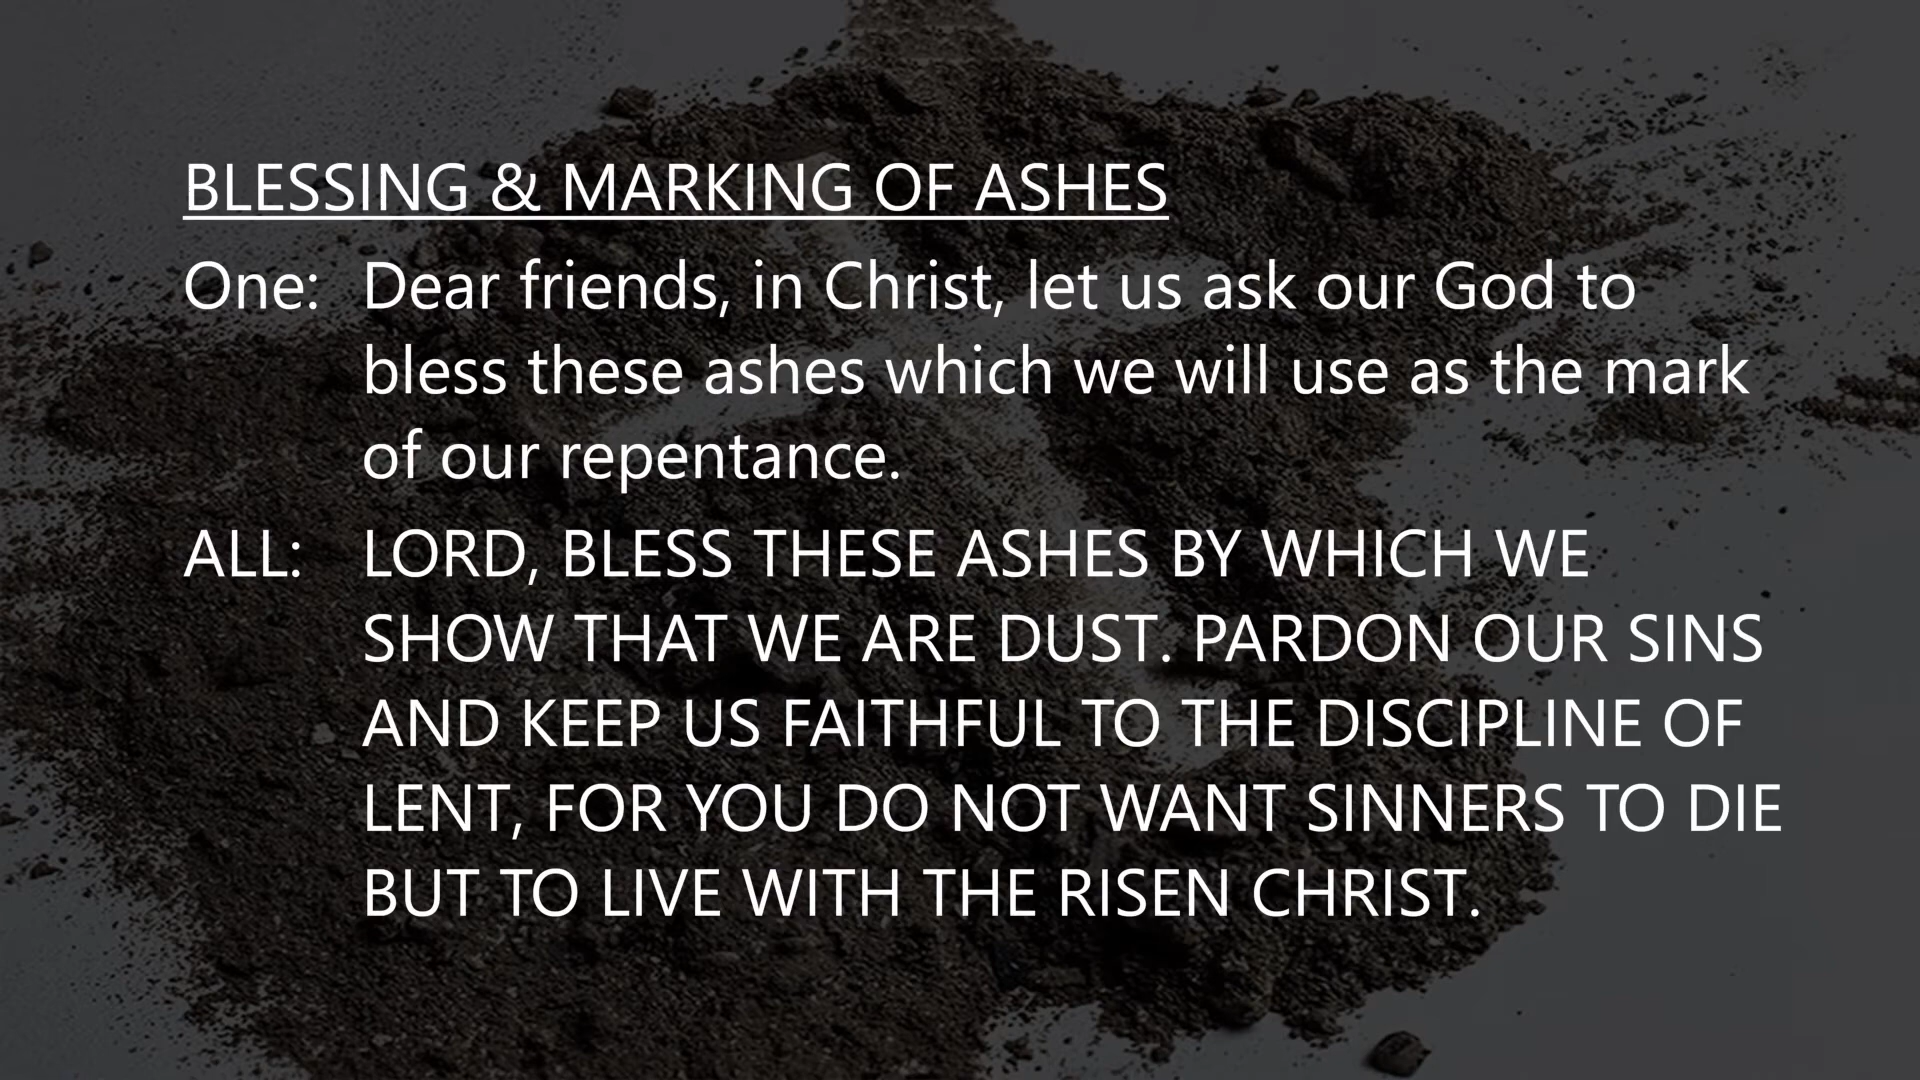 BLESSING & MARKING OF ASHES
One: Dear friends, in Christ, let us ask our God to
bless these ashes which we will use as the mark
of our repentance.
ALL: LORD, BLESS THESE ASHES BY WHICH WE
SHOW THAT WE ARE DUST. PARDON OUR SINS
AND KEEP US FAITHFUL TO THE DISCIPLINE OF
LENT, FOR YOU DO NOT WANT SINNERS TO DIE
BUT TO LIVE WITH THE RISEN CHRIST.